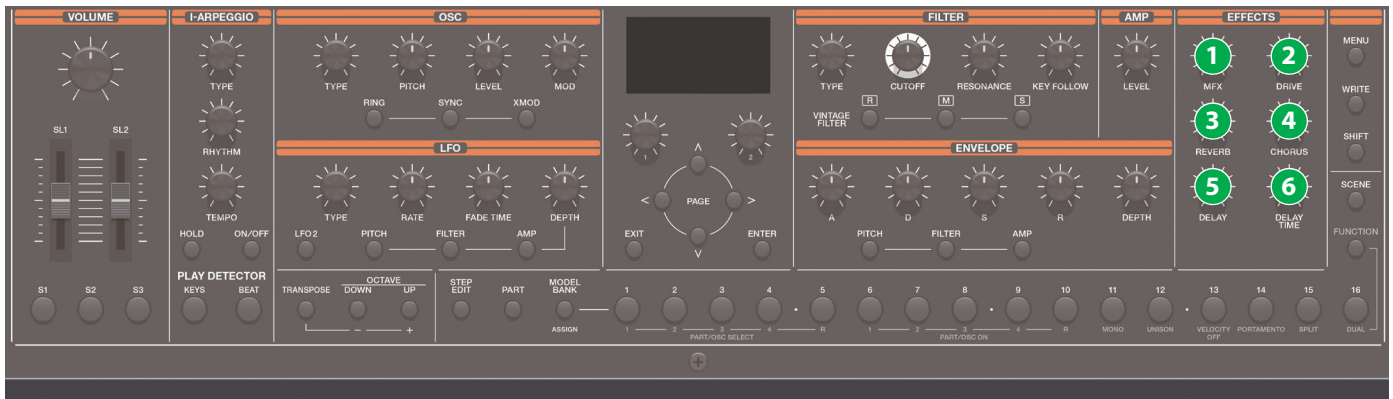 VOLUME
I-ARPEGGIO
OSC
FILTER
AMP
EFFECTS
MENU
1
2
TYPE
TYPE
PITCH
LEVEL
MOD
TYPE
CUTOFF
RESONANCE
KEY FOLLOW
LEVEL
MFX
DRIVE
WRITE
RING
SYNC
XMOD
VINTAGE
FILTER
R
M
S
3
4
SL1
SL2
RHYTHM
1
2
REVERB
CHORUS
SHIFT
LFO
ENVELOPE
5
6
SCENE
TEMPO
TYPE
RATE
FADE TIME
DEPTH
<
PAGE
>
^
V
A
D
S
R
DEPTH
DELAY
DELAY
TIME
HOLD
ON/OFF
LFO 2
PITCH
FILTER
AMP
EXIT
ENTER
PITCH
FILTER
AMP
FUNCTION
PLAY DETECTOR
S1
S2
S3
KEYS
BEAT
TRANSPOSE
OCTAVE
DOWN
UP
–
+
STEP
EDIT
PART
MODEL
BANK
ASSIGN
1
2
3
4
5
6
7
8
9
10
11
12
13
14
15
16
1
2
3
4
R
1
2
3
4
R
MONO
UNISON
VELOCITY
OFF
PORTAMENTO
SPLIT
DUAL
PART/OSC SELECT
PART/OSC ON